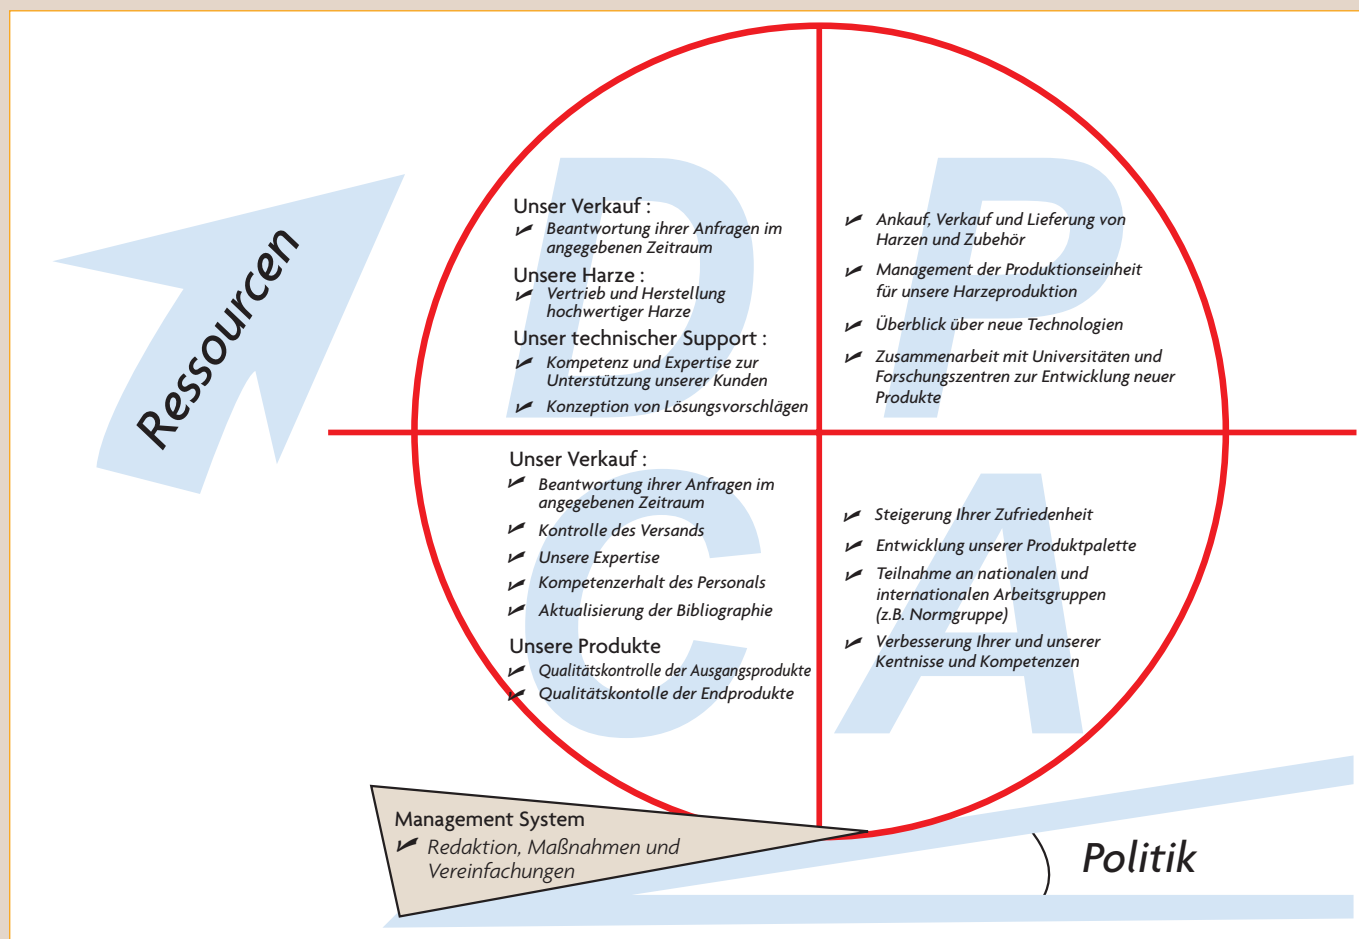 Ressourcen
D
Unser Verkauf :
Beantwortung ihrer Anfragen im
angegebenen Zeitraum
Unsere Harze :
Vertrieb und Herstellung
hochwertiger Harze
Unser technischer Support :
Kompetenz und Expertise zur
Unterstützung unserer Kunden
Konzeption von Lösungsvorschlägen
P
Ankauf, Verkauf und Lieferung von
Harzen und Zubehör
Management der Produktionseinheit
für unsere Harzeproduktion
Überblick über neue Technologien
Zusammenarbeit mit Universitäten und
Forschungszentren zur Entwicklung neuer
Produkte
C
Unser Verkauf :
Beantwortung ihrer Anfragen im
angegebenen Zeitraum
Kontrolle des Versands
Unsere Expertise
Kompetenzerhalt des Personals
Aktualisierung der Bibliographie
Unsere Produkte
Qualitätskontrolle der Ausgangsprodukte
Qualitätskontolle der Endprodukte
A
Steigerung Ihrer Zufriedenheit
Entwicklung unserer Produktpalette
Teilnahme an nationalen und
internationalen Arbeitsgruppen
(z.B. Normgruppe)
Verbesserung Ihrer und unserer
Kentnisse und Kompetenzen
Management System
Redaktion, Maßnahmen und
Vereinfachungen
Politik